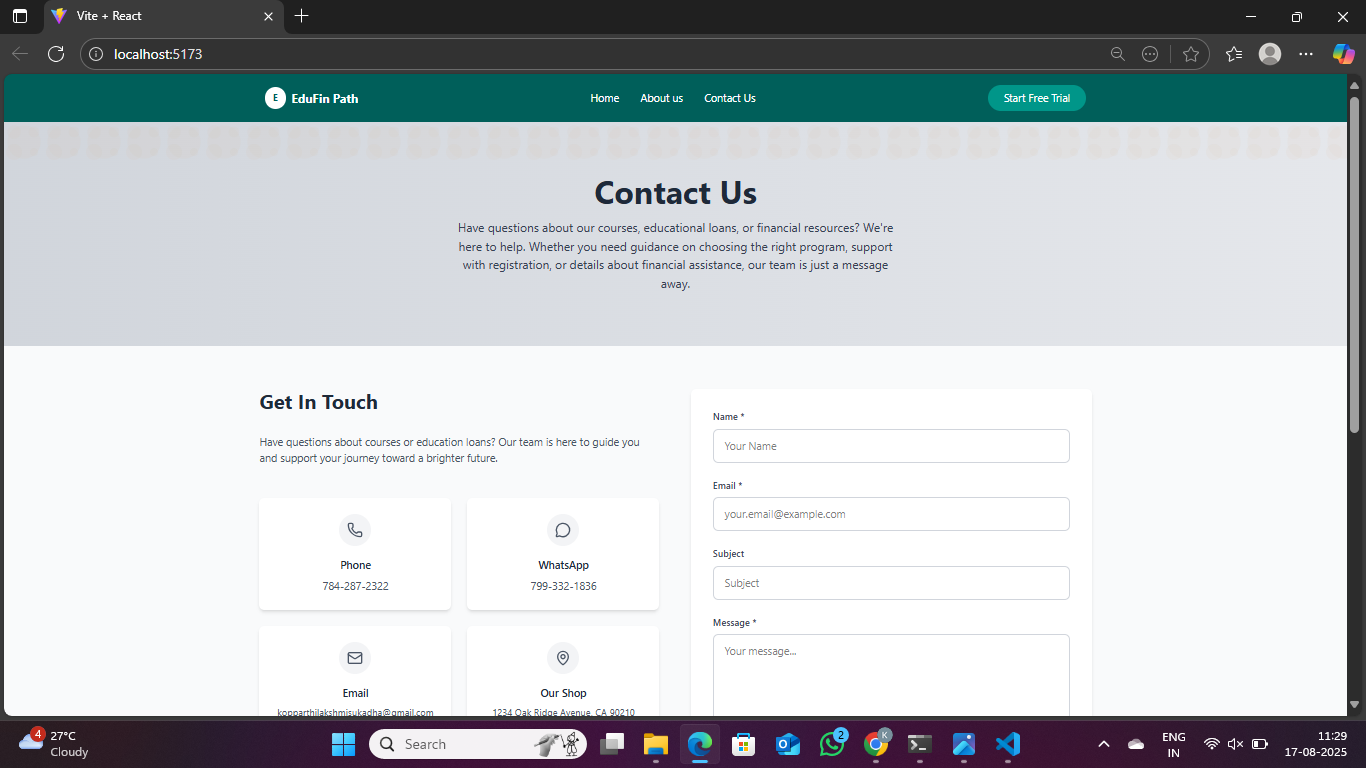 Vite + React
localhost:5173
E EduFin Path
Home About us Contact Us
Start Free Trial
Contact Us
Have questions about our courses, educational loans, or financial resources? We're
here to help. Whether you need guidance on choosing the right program, support
with registration, or details about financial assistance, our team is just a message
away.
Get In Touch
Have questions about courses or education loans? Our team is here to guide you
and support your journey toward a brighter future.
Phone
784-287-2322
WhatsApp
799-332-1836
Email
kopparthilakshmisukadha@gmail.com
Our Shop
1234 Oak Ridge Avenue, CA 90210
Name *
Your Name
Email *
your.email@example.com
Subject
Subject
Message *
Your message...
4
27°C
Cloudy
Search
2
K
ENG
IN
11:29
17-08-2025